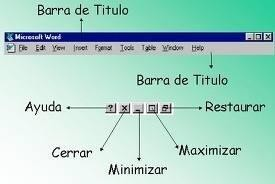 Barra de Titulo
Microsoft Word
File Edit View Insert Format Tools Table Window Help
Barra de Titulo
Ayuda
Restaurar
Cerrar
Maximizar
Minimizar